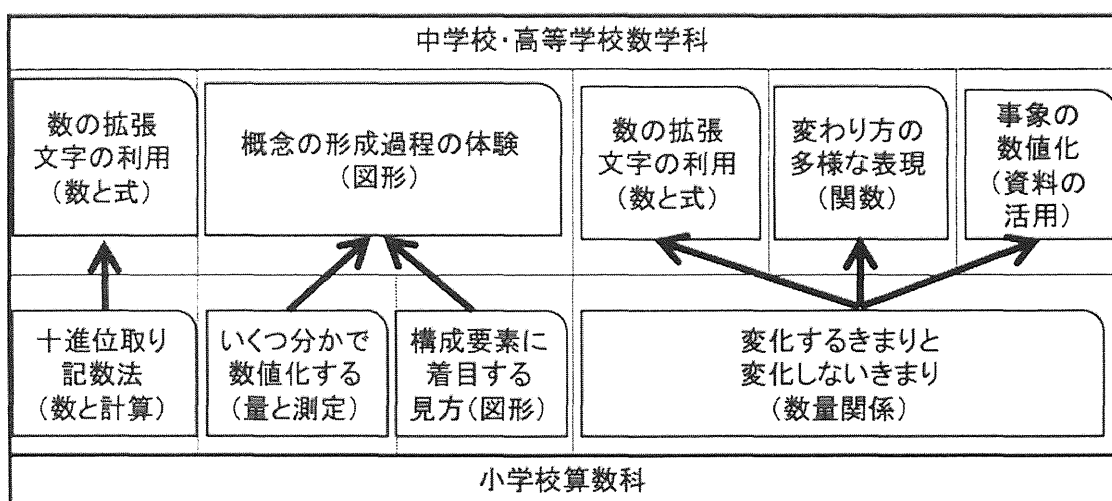 中学校・高等学校数学科
数の拡張
文字の利用
(数と式)
概念の形成過程の体験
(図形)
数の拡張
文字の利用
(数と式)
変わり方の
多様な表現
(関数)
事象の
数値化
(資料の
活用)
十進位取り
記数法
(数と計算)
いくつ分かで
数値化する
(量と測定)
構成要素に
着目する
見方(図形)
変化するきまりと
変化しないきまり
(数量関係)
小学校算数科